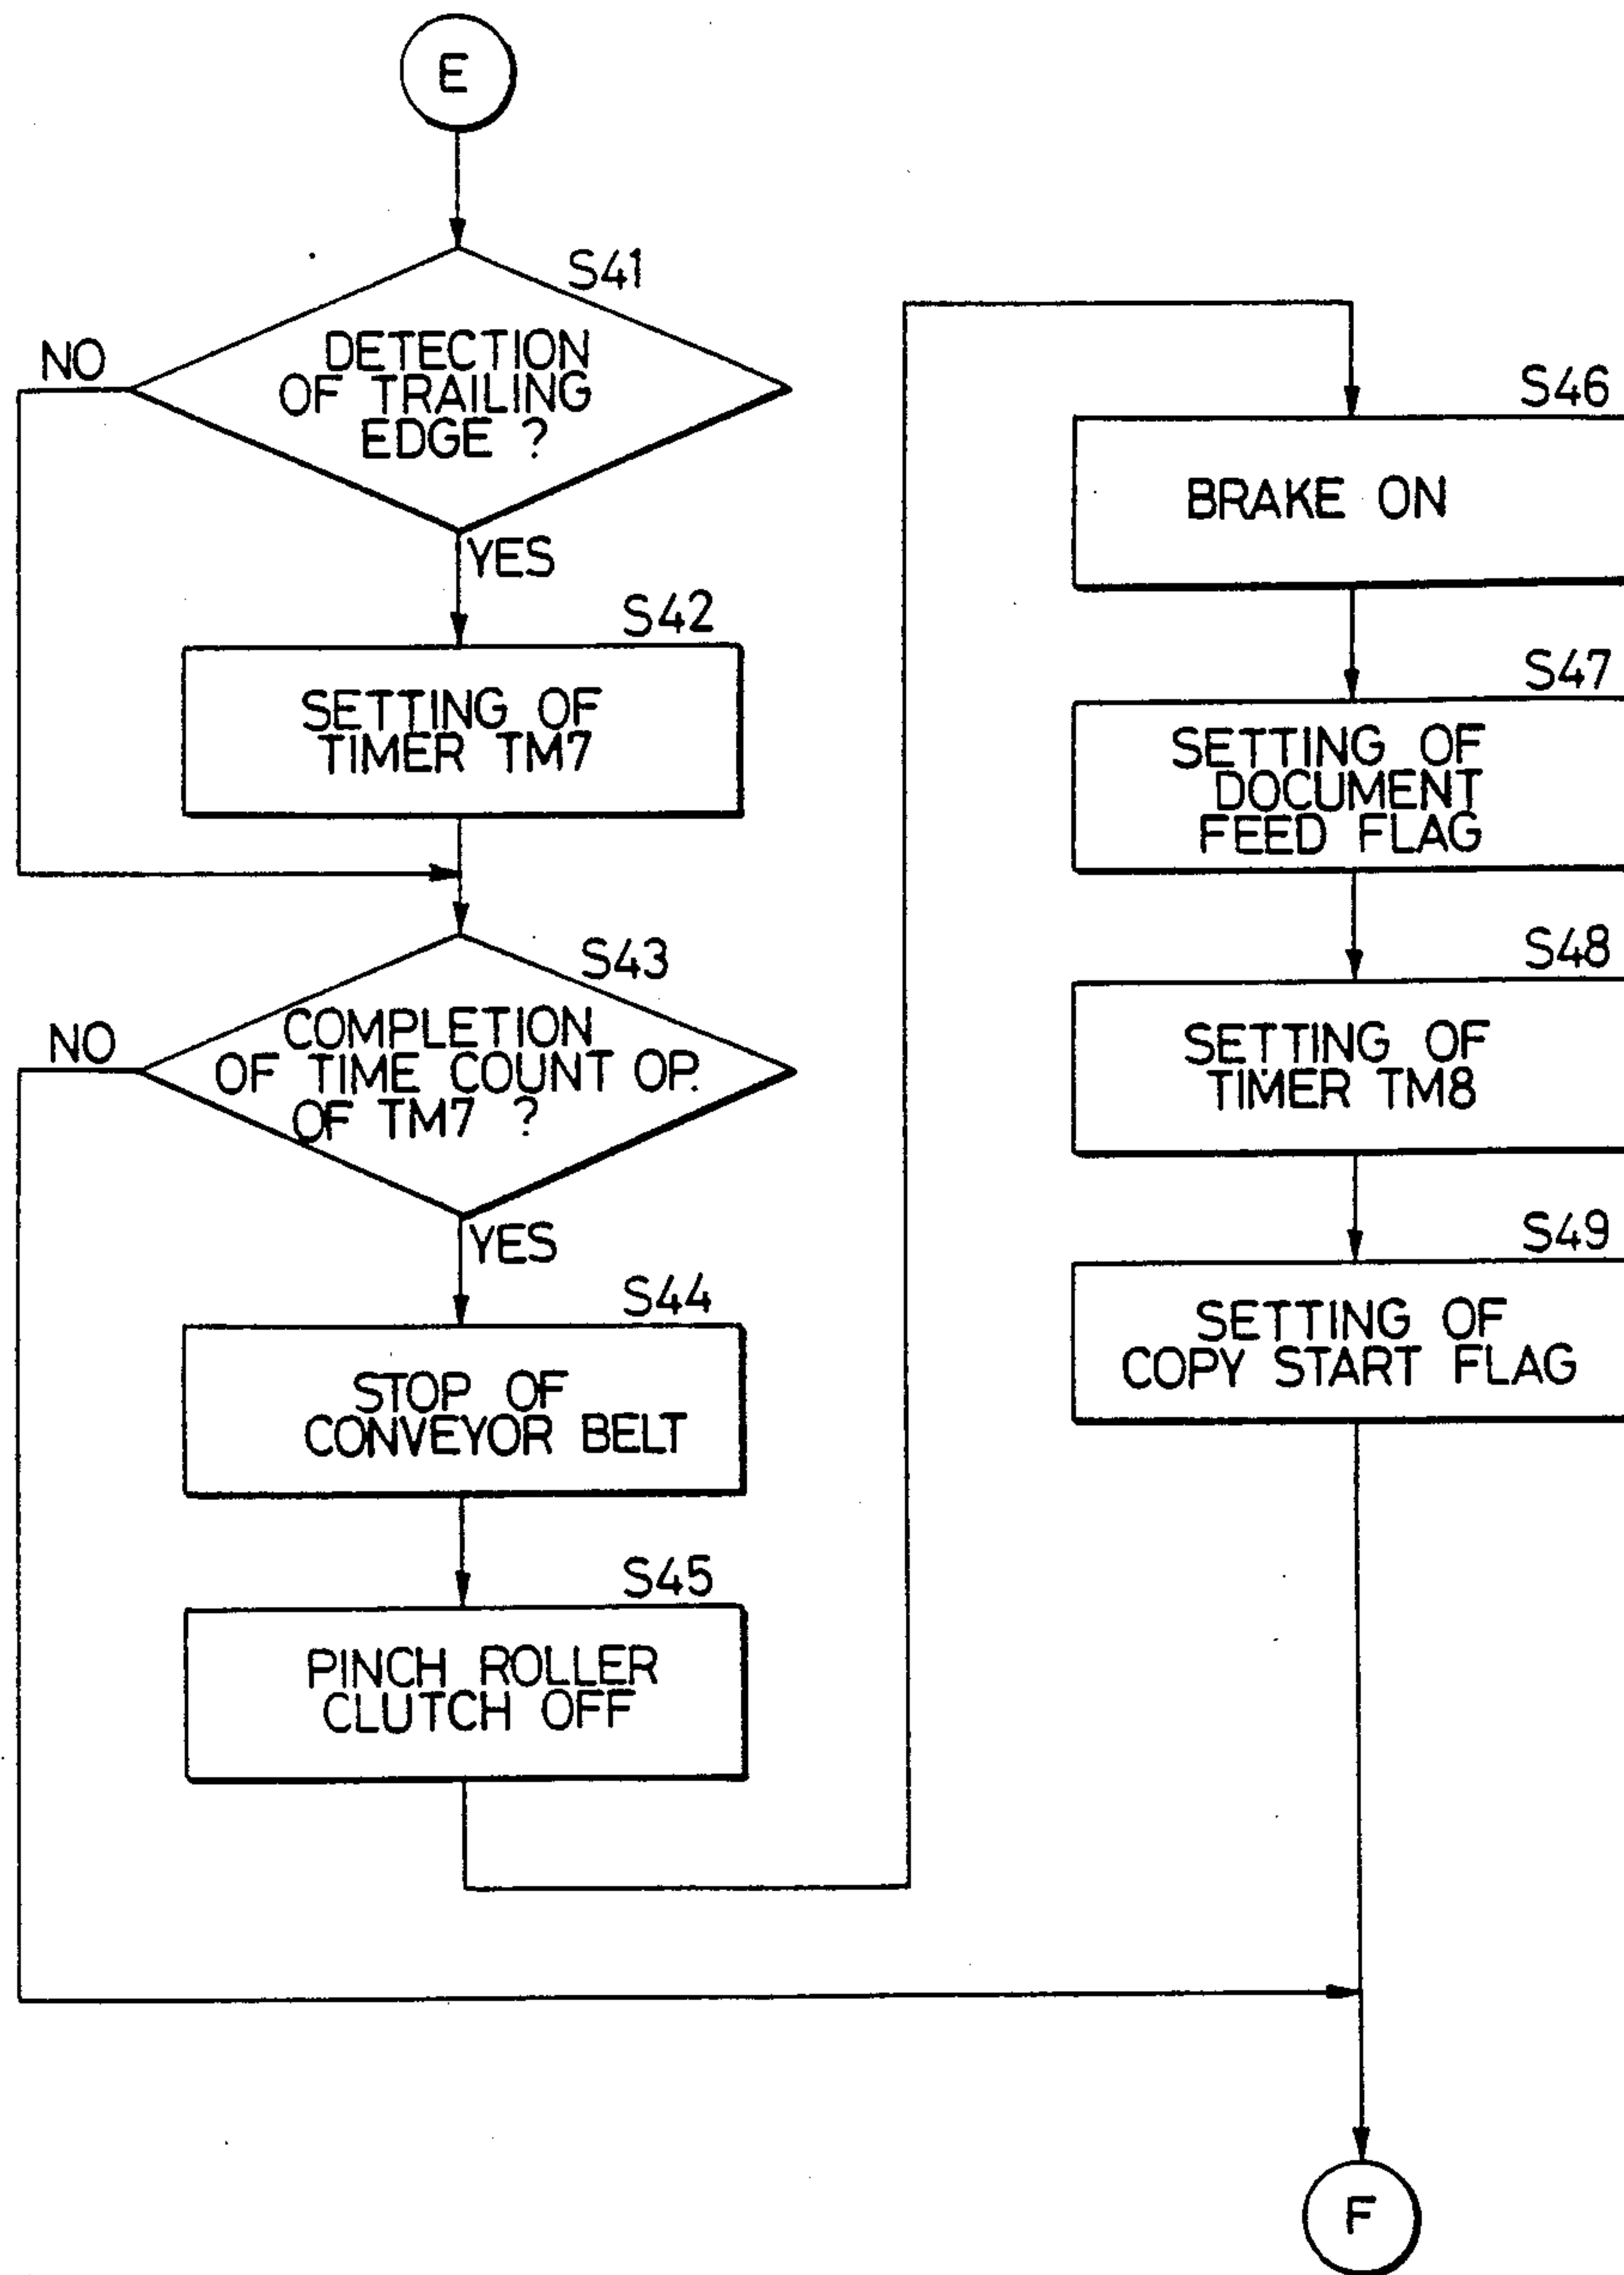 E
S41
DETECTION
OF TRAILING
EDGE ?
NO
YES
S42
SETTING OF
TIMER TM7
S43
COMPLETION
OF TIME COUNT OP.
OF TM7 ?
NO
YES
S44
STOP OF
CONVEYOR BELT
S45
PINCH ROLLER
CLUTCH OFF
S46
BRAKE ON
S47
SETTING OF
DOCUMENT
FEED FLAG
S48
SETTING OF
TIMER TM8
S49
SETTING OF
COPY START FLAG
F